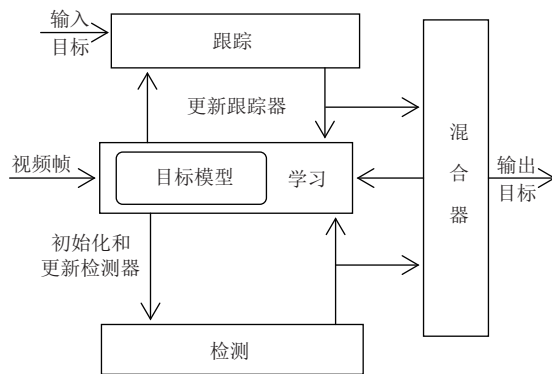 输入
目标
跟踪
更新跟踪器
视频帧
目标模型
学习
混
合
器
输出
目标
初始化和
更新检测器
检测